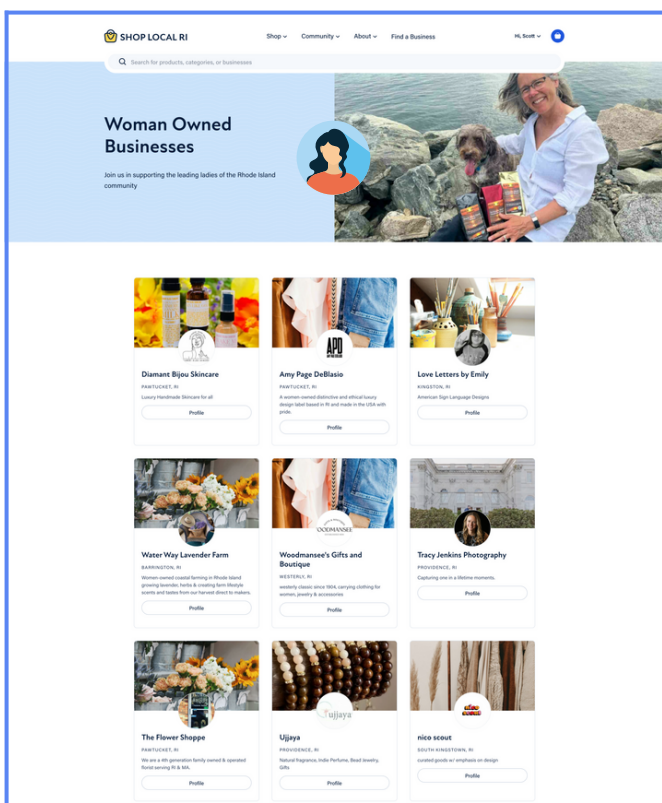 SHOP LOCAL RI
Shop
Community
About
Find a Business
Hi, Scott
Search for products, categories, or businesses
Woman Owned
Businesses
Join us in supporting the leading ladies of the Rhode Island
community
Diamant Bijou Skincare
PAWTUCKET, RI
Luxury Handmade Skincare for all
Profile
APD
Amy Page DeBlasio
PAWTUCKET, RI
A women owned distinctive and ethical luxury
design label based in RI and made in the USA with
pride.
Profile
Love Letters by Emily
KINGSTON, RI
American Sign Language Designs
Profile
Water Way Lavender Farm
BARRINGTON, RI
Women owned coastal farming in Rhode Island
growing lavender, herbs & creating farm lifestyle
scents and tastes from our harvest direct to makers.
Profile
OODMANSEE
Woodmansee's Gifts and
Boutique
WESTERLY, RI
westerly classic since 1904, carrying clothing for
women, jewelry & accessories
Profile
Tracy Jenkins Photography
PROVIDENCE, RI
Capturing one in a lifetime moments.
Profile
The Flower Shoppe
PAWTUCKET, RI
We are a 4th generation family owned & operated
florist serving RI & MA.
Profile
Ujjaya
Ujjaya
PROVIDENCE, RI
Natural fragrance, Indie Perfume, Bead Jewelry,
Gifts
Profile
nico scout
nico scout
SOUTH KINGSTOWN, RI
curated goods w/ emphasis on design
Profile